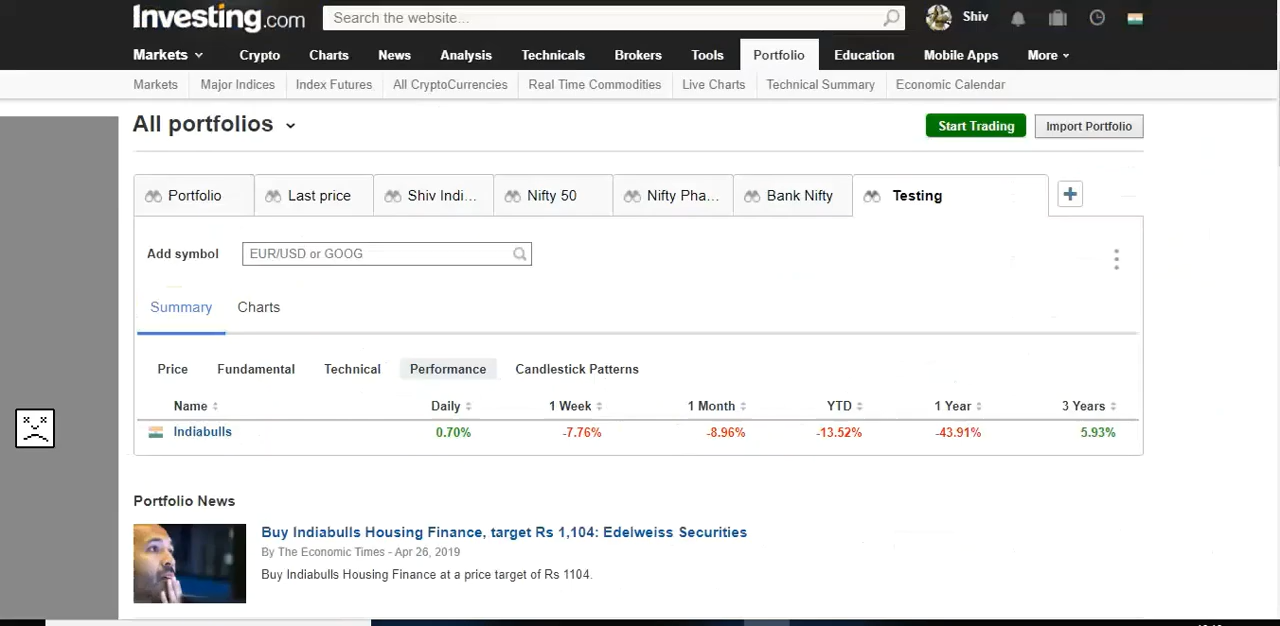 Investing.com
Search the website...
Shiv
Markets Crypto Charts News Analysis Technicals Brokers Tools Portfolio Education Mobile Apps More
Markets Major Indices Index Futures All CryptoCurrencies Real Time Commodities Live Charts Technical Summary Economic Calendar
All portfolios
Start Trading Import Portfolio
Portfolio Last price Shiv Indi... Nifty 50 Nifty Pha... Bank Nifty Testing +
Add symbol EUR/USD or GOOG
Summary Charts
Price Fundamental Technical Performance Candlestick Patterns
Name Daily 1 Week 1 Month YTD 1 Year 3 Years
Indiabulls 0.70% -7.76% -8.96% -13.52% -43.91% 5.93%
Portfolio News
Buy Indiabulls Housing Finance, target Rs 1,104: Edelweiss Securities
By The Economic Times - Apr 26, 2019
Buy Indiabulls Housing Finance at a price target of Rs 1104.